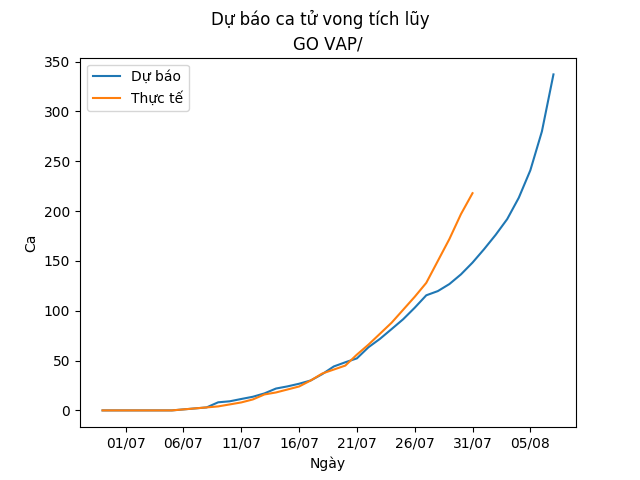 Dự báo ca tử vong tích lũy
GO VAP/
Dự báo
Thực tế
350
300
250
200
150
100
50
0
Ca
01/07 06/07 11/07 16/07 21/07 26/07 31/07 05/08
Ngày